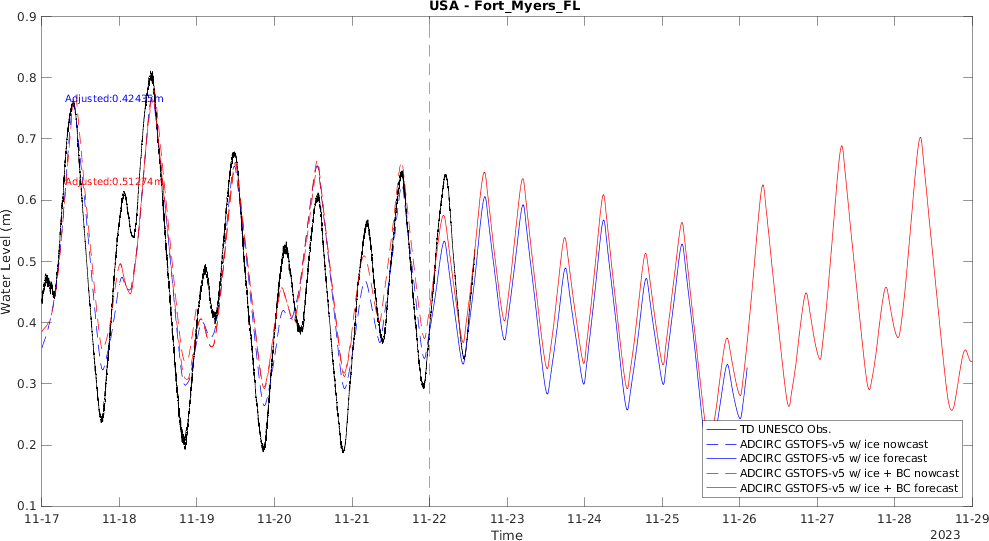 USA - Fort_Myers_FL
0.9
0.8
0.7
0.6
0.5
0.4
0.3
0.2
0.1
Water Level (m)
Adjusted:0.42435m
Adjusted:0.51274m
TD UNESCO Obs.
ADCIRC GSTOFS-v5 w/ ice nowcast
ADCIRC GSTOFS-v5 w/ ice forecast
ADCIRC GSTOFS-v5 w/ ice + BC nowcast
ADCIRC GSTOFS-v5 w/ ice + BC forecast
11-17 11-18 11-19 11-20 11-21 11-22 11-23 11-24 11-25 11-26 11-27 11-28 11-29
Time
2023